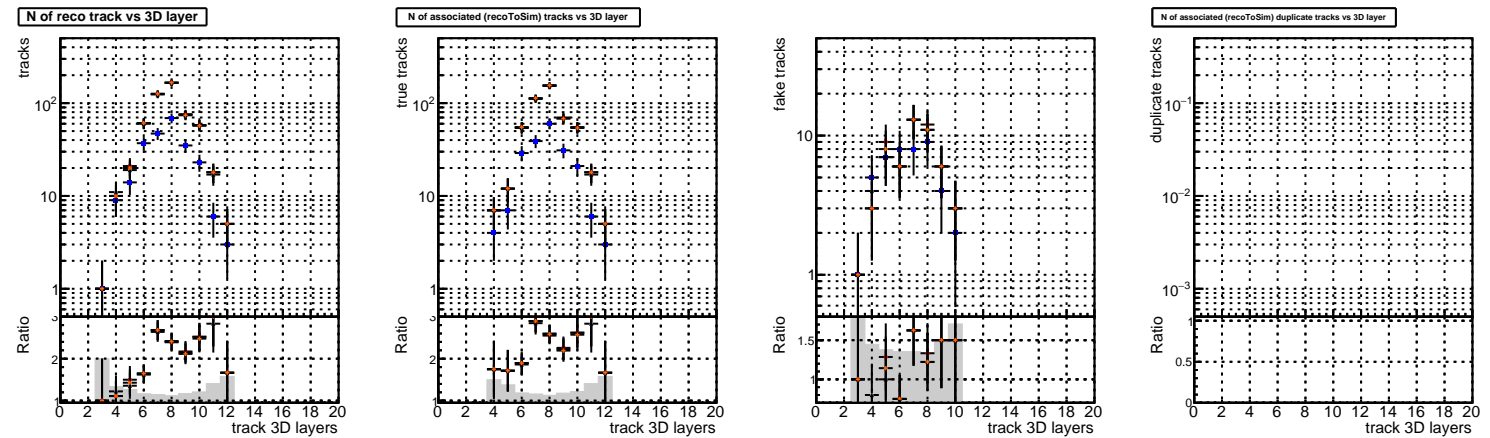 N of reco track vs 3D layer
tracks
10²
10
1
Ratio
3
2
1
0 2 4 6 8 10 12 14 16 18 20
track 3D layers
N of associated (recoToSim) tracks vs 3D layer
true tracks
10²
10
1
Ratio
3
2
1
0 2 4 6 8 10 12 14 16 18 20
track 3D layers
fake tracks
10
1
Ratio
1.5
1
0 2 4 6 8 10 12 14 16 18 20
track 3D layers
N of associated (recoToSim) duplicate tracks vs 3D layer
duplicate tracks
10⁻¹
10⁻²
10⁻³
Ratio
1
0.5
0
0 2 4 6 8 10 12 14 16 18 20
track 3D layers